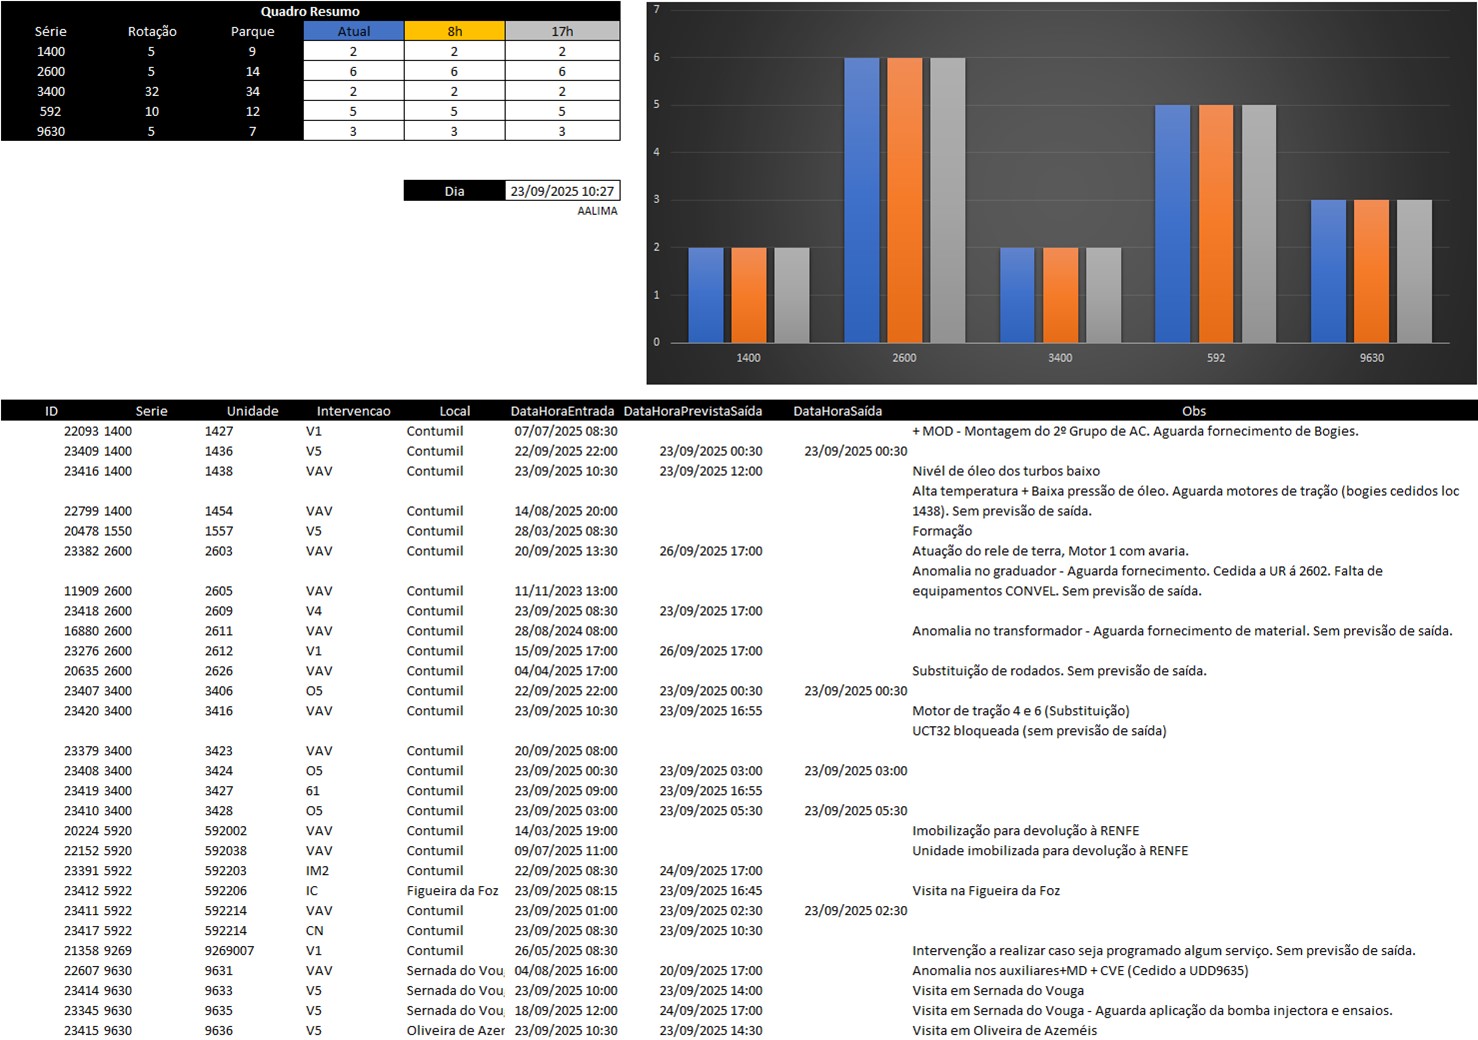 Quadro Resumo
Série Rotação Parque Atual 8h 17h
1400 5 9 2 2 2
2600 5 14 6 6 6
3400 32 34 2 2 2
592 10 12 5 5 5
9630 5 7 3 3 3
Dia 23/09/2025 10:27
AALIMA
7
6
5
4
3
2
1
0
1400 2600 3400 592 9630
ID Serie Unidade Intervencao Local DataHoraEntrada DataHoraPrevistaSaída DataHoraSaída Obs
22093 1400 1427 V1 Contumil 07/07/2025 08:30 + MOD - Montagem do 2º Grupo de AC. Aguarda fornecimento de Bogies.
23409 1400 1436 V5 Contumil 22/09/2025 22:00 23/09/2025 00:30 23/09/2025 00:30
23416 1400 1438 VAV Contumil 23/09/2025 10:30 23/09/2025 12:00 Nivél de óleo dos turbos baixo
Alta temperatura + Baixa pressão de óleo. Aguarda motores de tração (bogies cedidos loc
22799 1400 1454 VAV Contumil 14/08/2025 20:00 1438). Sem previsão de saída.
20478 1550 1557 V5 Contumil 28/03/2025 08:30 Formação
23382 2600 2603 VAV Contumil 20/09/2025 13:30 26/09/2025 17:00 Atuação do rele de terra, Motor 1 com avaria.
Anomalia no graduador - Aguarda fornecimento. Cedida a UR á 2602. Falta de
11909 2600 2605 VAV Contumil 11/11/2023 13:00 equipamentos CONVEL. Sem previsão de saída.
23418 2600 2609 V4 Contumil 23/09/2025 08:30 23/09/2025 17:00
16880 2600 2611 VAV Contumil 28/08/2024 08:00 Anomalia no transformador - Aguarda fornecimento de material. Sem previsão de saída.
23276 2600 2612 V1 Contumil 15/09/2025 17:00 26/09/2025 17:00
20635 2600 2626 VAV Contumil 04/04/2025 17:00 Substituição de rodados. Sem previsão de saída.
23407 3400 3406 O5 Contumil 22/09/2025 22:00 23/09/2025 00:30 23/09/2025 00:30
23420 3400 3416 VAV Contumil 23/09/2025 10:30 23/09/2025 16:55 Motor de tração 4 e 6 (Substituição)
UCT32 bloqueada (sem previsão de saída)
23379 3400 3423 VAV Contumil 20/09/2025 08:00
23408 3400 3424 O5 Contumil 23/09/2025 00:30 23/09/2025 03:00 23/09/2025 03:00
23419 3400 3427 61 Contumil 23/09/2025 09:00 23/09/2025 16:55
23410 3400 3428 O5 Contumil 23/09/2025 03:00 23/09/2025 05:30 23/09/2025 05:30
20224 5920 592002 VAV Contumil 14/03/2025 19:00 Imobilização para devolução à RENFE
22152 5920 592038 VAV Contumil 09/07/2025 11:00 Unidade imobilizada para devolução à RENFE
23391 5922 592203 IM2 Contumil 22/09/2025 08:30 24/09/2025 17:00
23412 5922 592206 IC Figueira da Foz 23/09/2025 08:15 23/09/2025 16:45 Visita na Figueira da Foz
23411 5922 592214 VAV Contumil 23/09/2025 01:00 23/09/2025 02:30 23/09/2025 02:30
23417 5922 592214 CN Contumil 23/09/2025 08:30 23/09/2025 10:30
21358 9269 9269007 V1 Contumil 26/05/2025 08:30 Intervenção a realizar caso seja programado algum serviço. Sem previsão de saída.
22607 9630 9631 VAV Sernada do Voug 04/08/2025 16:00 20/09/2025 17:00 Anomalia nos auxiliares+MD + CVE (Cedido a UDD9635)
23414 9630 9633 V5 Sernada do Voug 23/09/2025 10:00 23/09/2025 14:00 Visita em Sernada do Vouga
23345 9630 9635 V5 Sernada do Voug 18/09/2025 12:00 24/09/2025 17:00 Visita em Sernada do Vouga - Aguarda aplicação da bomba injectora e ensaios.
23415 9630 9636 V5 Oliveira de Azer 23/09/2025 10:30 23/09/2025 14:30 Visita em Oliveira de Azeméis